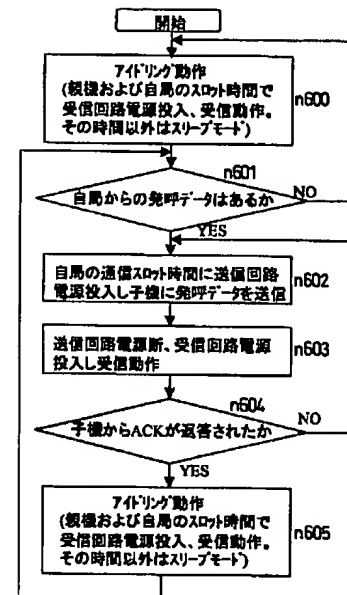 開始
アイドリング動作
(親機および自局のスロット時間で
受信回路電源投入、受信動作。
その時間以外はスリープモード)
n600
n601
自局からの発呼データはあるか
NO
YES
自局の通信スロット時間に送信回路
電源投入し子機に発呼データを送信
n602
送信回路電源断、受信回路電源
投入し受信動作
n603
n604
子機からACKが返答されたか
NO
YES
アイドリング動作
(親機および自局のスロット時間で
受信回路電源投入、受信動作。
その時間以外はスリープモード)
n605